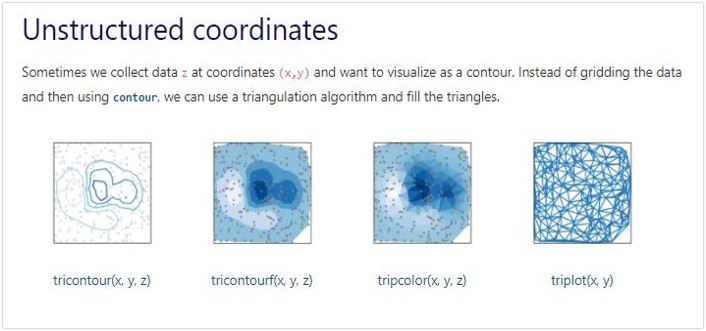 Unstructured coordinates
Sometimes we collect data z at coordinates (x,y) and want to visualize as a contour. Instead of gridding the data
and then using contour, we can use a triangulation algorithm and fill the triangles.
tricontour(x, y, z)
tricontourf(x, y, z)
tripcolor(x, y, z)
triplot(x, y)